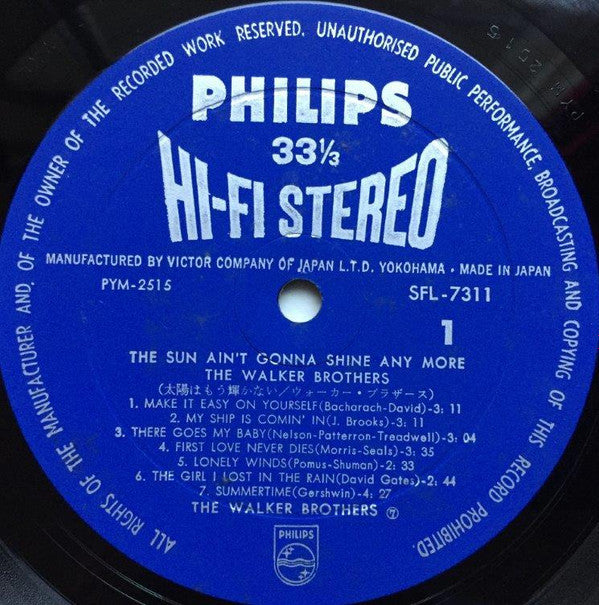 ALL RIGHTS OF THE MANUFACTURER AND, OF THE OWNER OF THE RECORDED WORK RESERVED. UNAUTHORISED PUBLIC PERFORMANCE, BROADCASTING AND COPYING OF THIS RECORD PROHIBITED.
PYM 2515
PHILIPS
33⅓
HI-FI STEREO
MANUFACTURED BY VICTOR COMPANY OF JAPAN L.T.D. YOKOHAMA • MADE IN JAPAN
PYM-2515 SFL-7311
1
THE SUN AIN'T GONNA SHINE ANY MORE
THE WALKER BROTHERS
(太陽はもう輝かない/ウォーカー・ブラザース)
1. MAKE IT EASY ON YOURSELF(Bacharach-David)-3; 11
2. MY SHIP IS COMIN' IN(J. Brooks)-3; 11
3. THERE GOES MY BABY(Nelson-Patterron-Treadwell)-3; 04
4. FIRST LOVE NEVER DIES(Morris-Seals)-3; 35
5. LONELY WINDS(Pomus-Shuman)-2; 33
6. THE GIRL I LOST IN THE RAIN(David Gates)-2; 44
7. SUMMERTIME(Gershwin)-4; 27
THE WALKER BROTHERS ⑦
PHILIPS